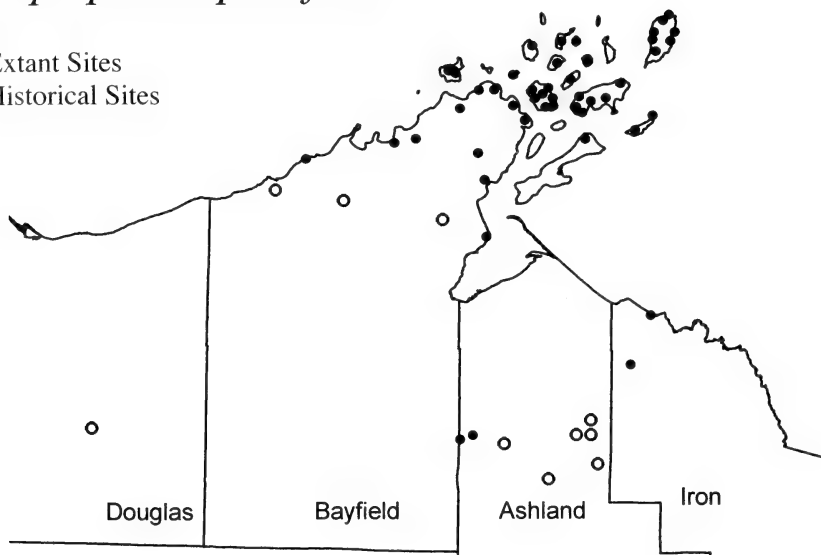 Extant Sites
Historical Sites
Douglas
Bayfield
Ashland
Iron